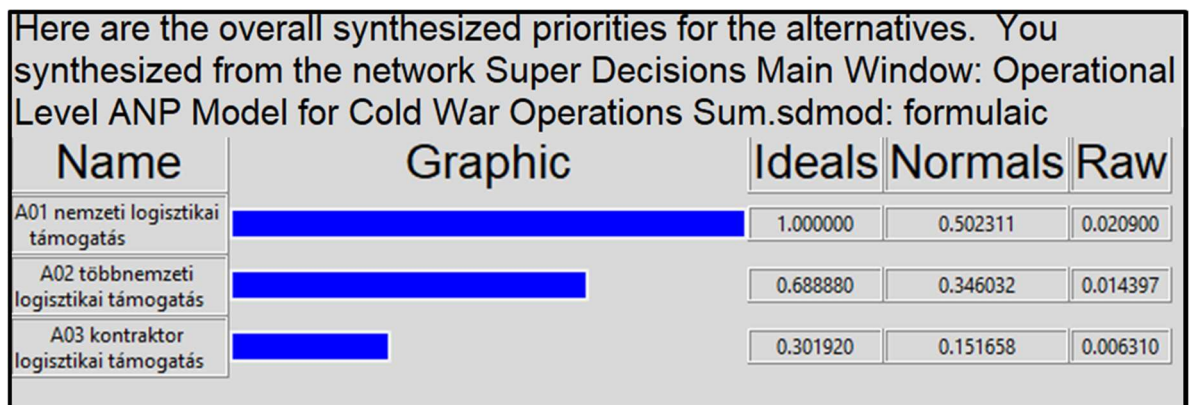 Here are the overall synthesized priorities for the alternatives. You
synthesized from the network Super Decisions Main Window: Operational
Level ANP Model for Cold War Operations Sum.sdmod: formulaic
Name Graphic Ideals Normals Raw
A01 nemzeti logisztikai
támogatás
1.000000 0.502311 0.020900
A02 többnemzeti
logisztikai támogatás
0.688880 0.346032 0.014397
A03 kontraktor
logisztikai támogatás
0.301920 0.151658 0.006310